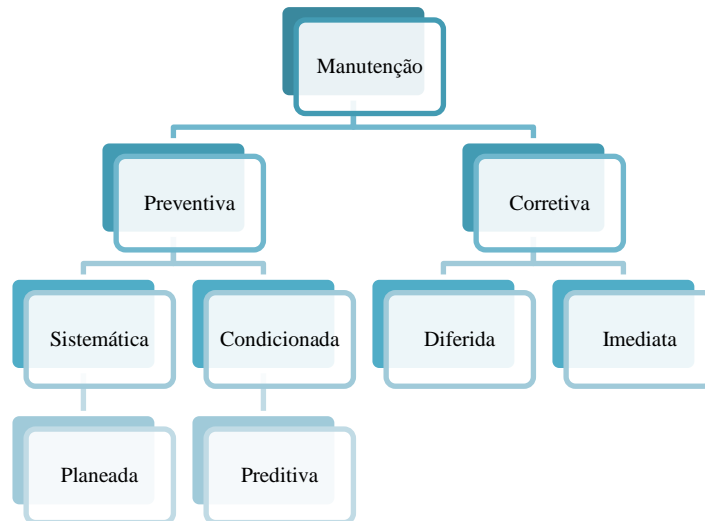 Manutenção
Preventiva
Corretiva
Sistemática
Condicionada
Diferida
Imediata
Planeada
Preditiva